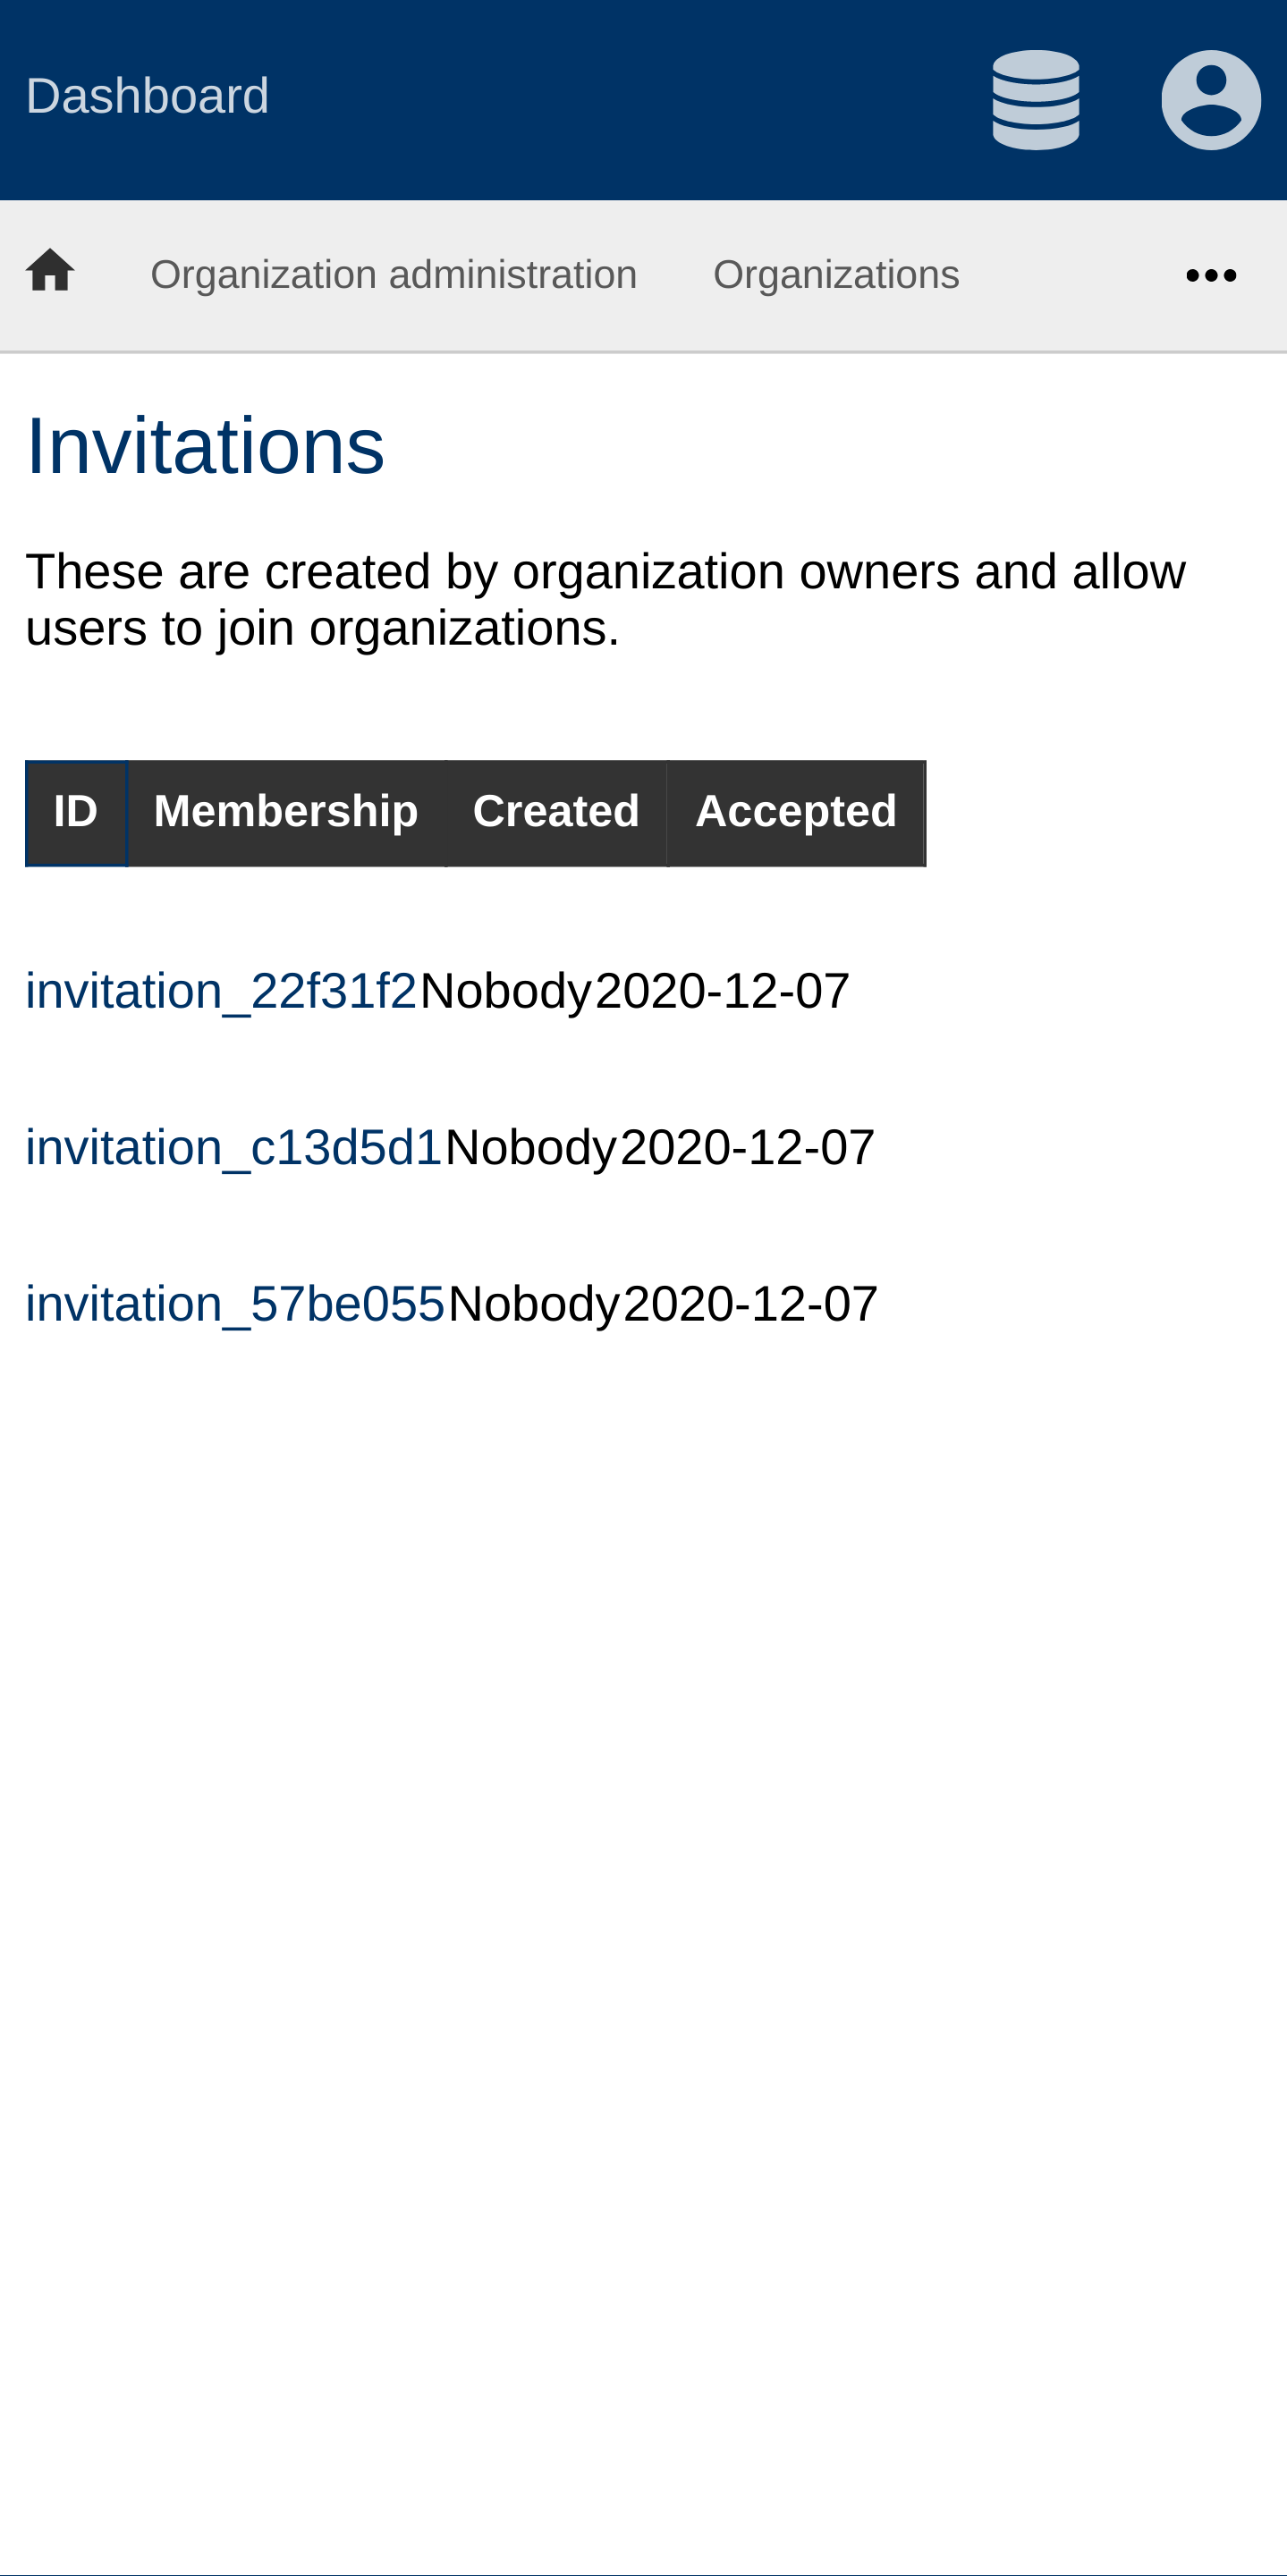 Dashboard
Organization administration Organizations
Invitations
These are created by organization owners and allow
users to join organizations.
ID Membership Created Accepted
invitation_22f31f2Nobody2020-12-07
invitation_c13d5d1Nobody2020-12-07
invitation_57be055Nobody2020-12-07